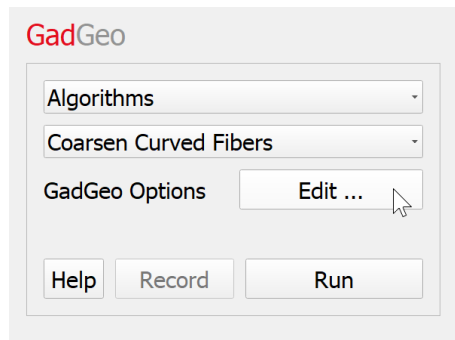 GadGeo
Algorithms
Coarsen Curved Fibers
GadGeo Options Edit ...
Help Record Run